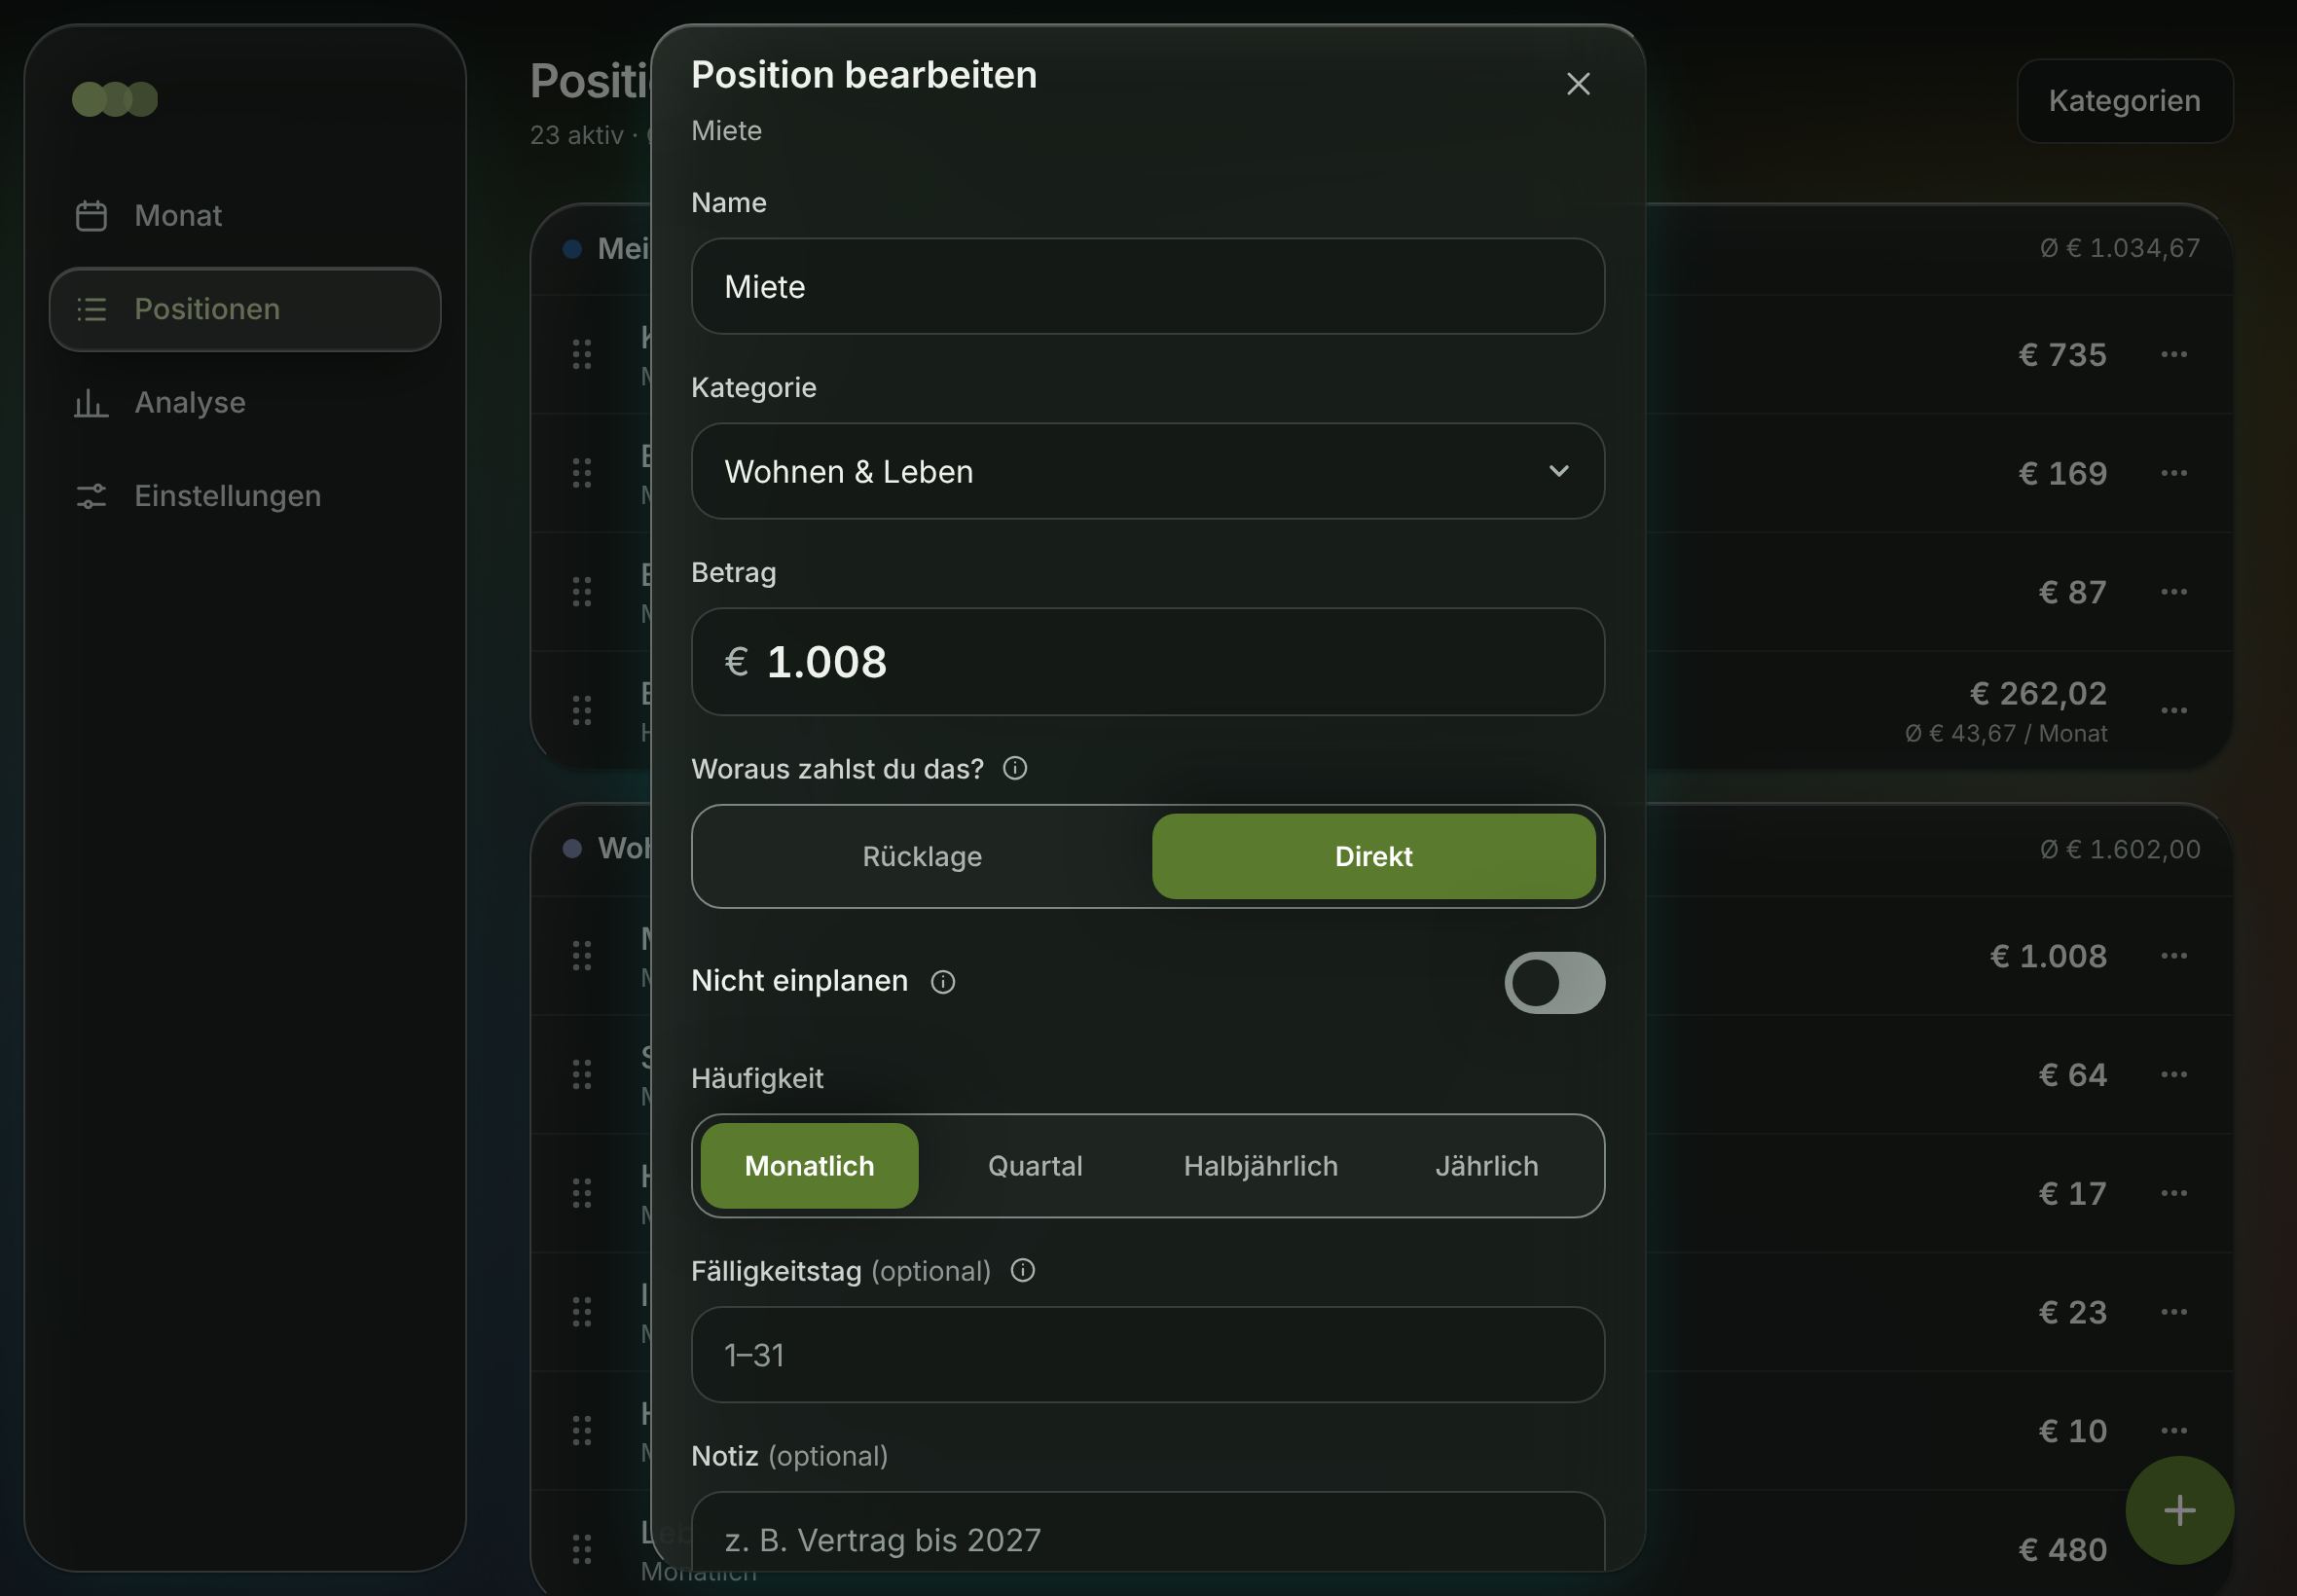 Monat
Positionen
Analyse
Einstellungen
23 aktiv ·
Kategorien
Position bearbeiten
Miete
Name
Miete
Kategorie
Wohnen & Leben
Betrag
€ 1.008
Woraus zahlst du das?
Rücklage Direkt
Nicht einplanen
Häufigkeit
Monatlich Quartal Halbjährlich Jährlich
Fälligkeitstag (optional)
1–31
Notiz (optional)
z. B. Vertrag bis 2027
Monatlich
Ø € 1.034,67
€ 735
€ 169
€ 87
€ 262,02
Ø € 43,67 / Monat
Ø € 1.602,00
€ 1.008
€ 64
€ 17
€ 23
€ 10
€ 480